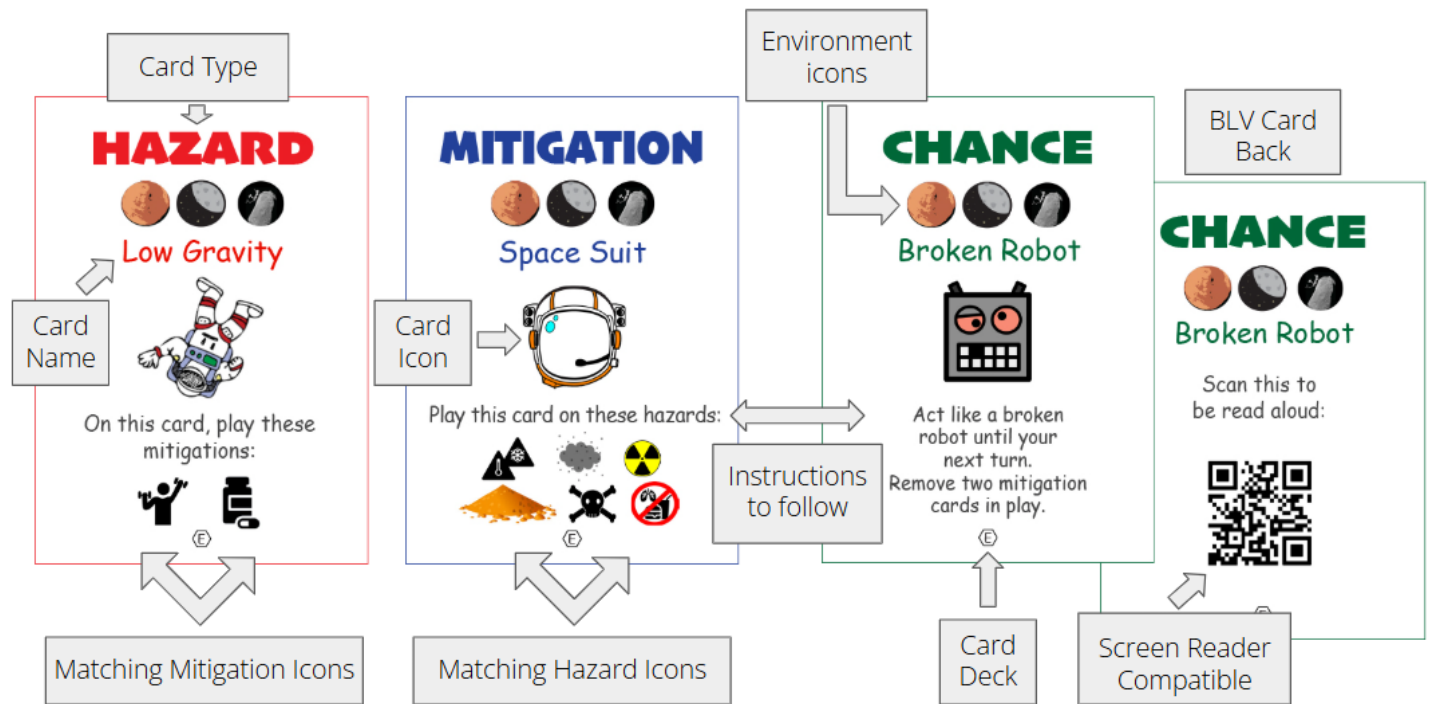 Card Type
HAZARD
Low Gravity
Card
Name
On this card, play these
mitigations:
E
Matching Mitigation Icons
MITIGATION
Space Suit
Card
Icon
Play this card on these hazards:
E
Matching Hazard Icons
Environment
icons
CHANCE
Broken Robot
Act like a broken
robot until your
next turn.
Remove two mitigation
cards in play.
E
Instructions
to follow
Card
Deck
BLV Card
Back
CHANCE
Broken Robot
Scan this to
be read aloud:
Screen Reader
Compatible